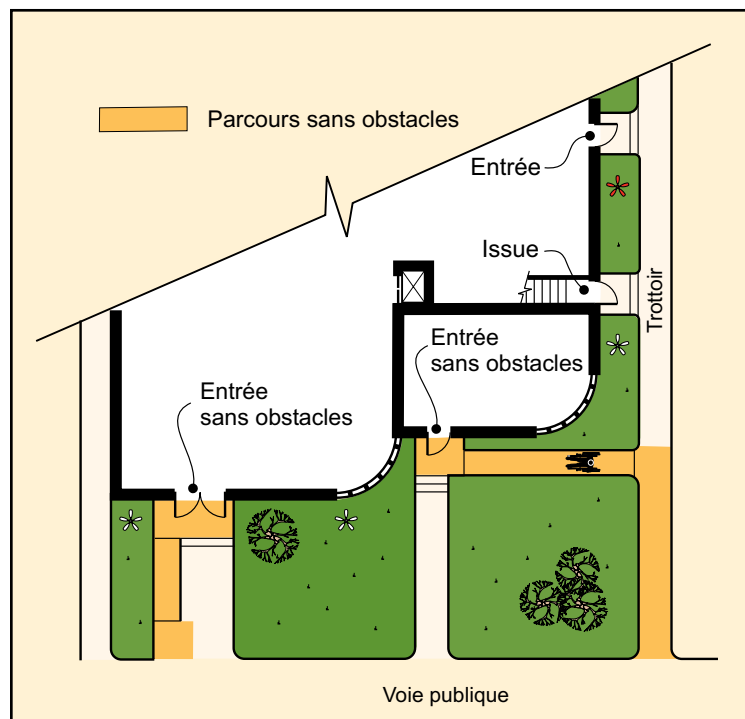 Parcours sans obstacles
Entrée
Issue
Trottoir
Entrée
sans obstacles
Entrée
sans obstacles
Voie publique